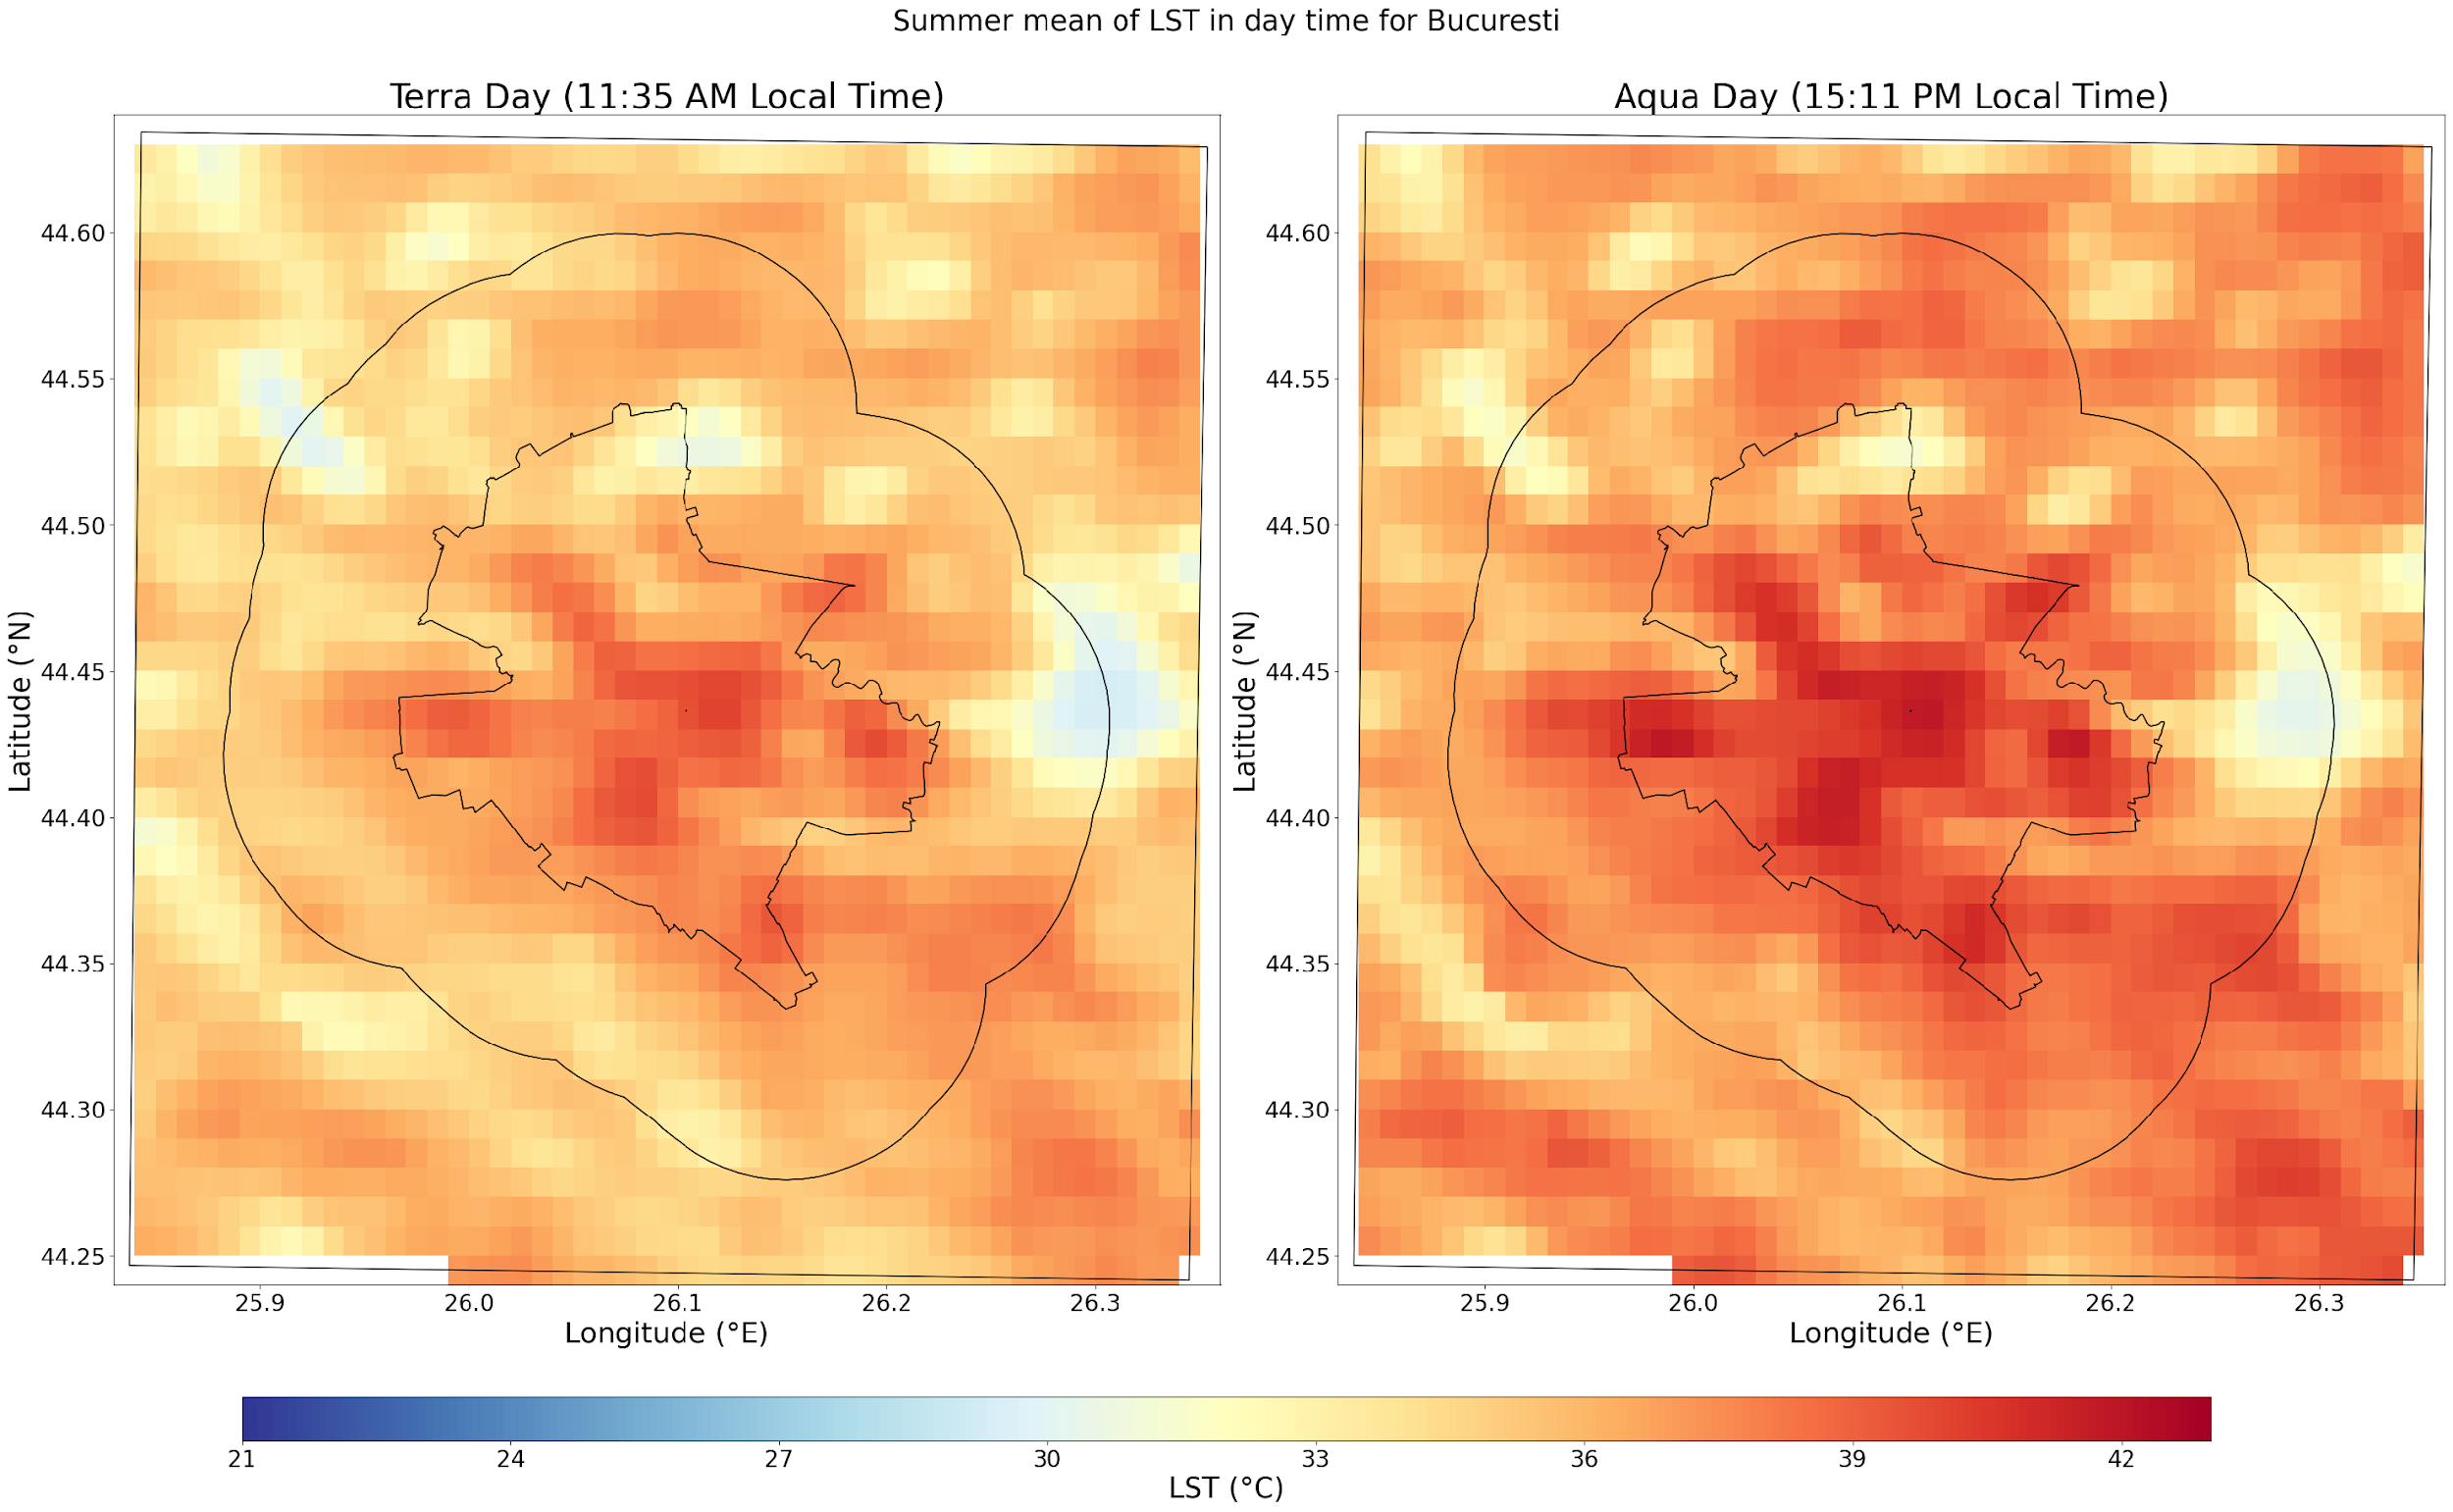 Summer mean of LST in day time for Bucuresti
Terra Day (11:35 AM Local Time)
Aqua Day (15:11 PM Local Time)
Latitude (°N)
44.60
44.55
44.50
44.45
44.40
44.35
44.30
44.25
25.9 26.0 26.1 26.2 26.3
Longitude (°E)
Latitude (°N)
44.60
44.55
44.50
44.45
44.40
44.35
44.30
44.25
25.9 26.0 26.1 26.2 26.3
Longitude (°E)
21 24 27 30 33 36 39 42
LST (°C)